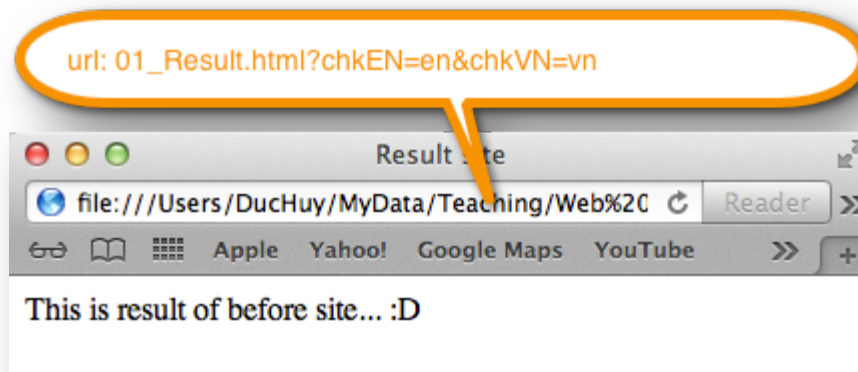 url: 01_Result.html?chkEN=en&chkVN=vn
Result
file:///Users/DucHuy/MyData/Teaching/Web%20
Reader
Apple Yahoo! Google Maps YouTube
This is result of before site... :D